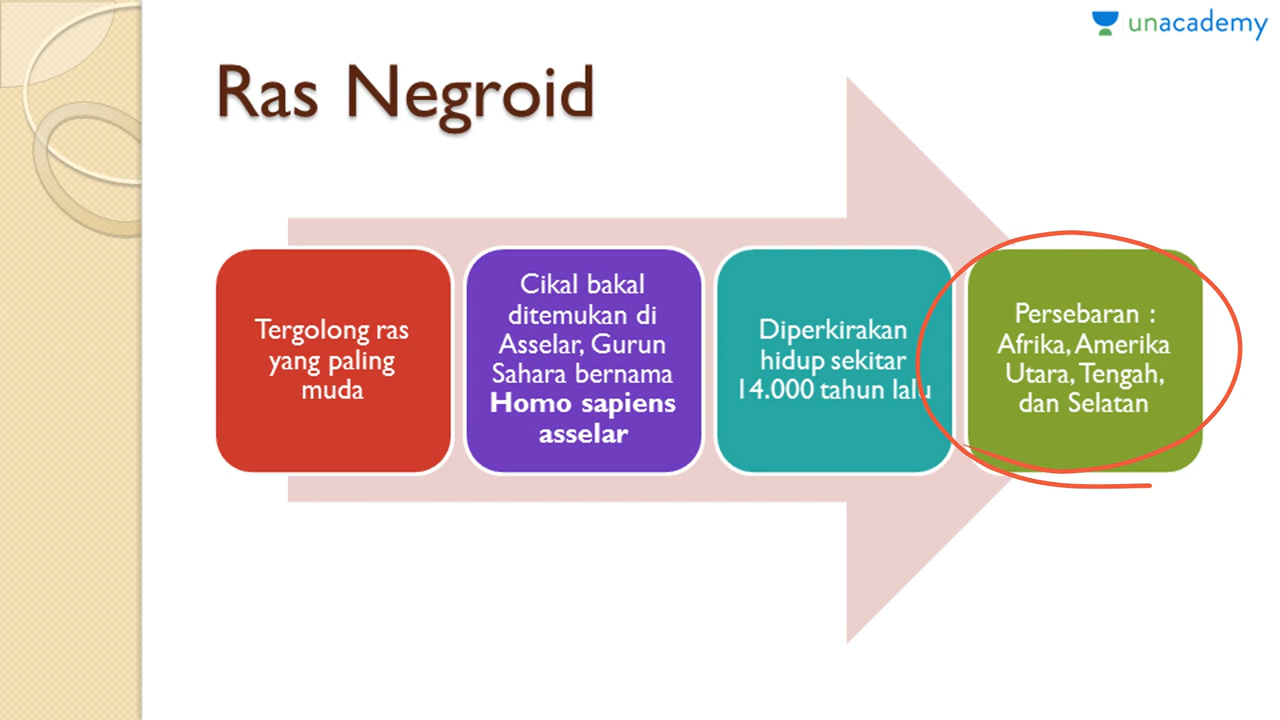 unacademy
Ras Negroid
Tergolong ras
yang paling
muda
Cikal bakal
ditemukan di
Asselar, Gurun
Sahara bernama
Homo sapiens
asselar
Diperkirakan
hidup sekitar
14.000 tahun lalu
Persebaran :
Afrika, Amerika
Utara, Tengah,
dan Selatan